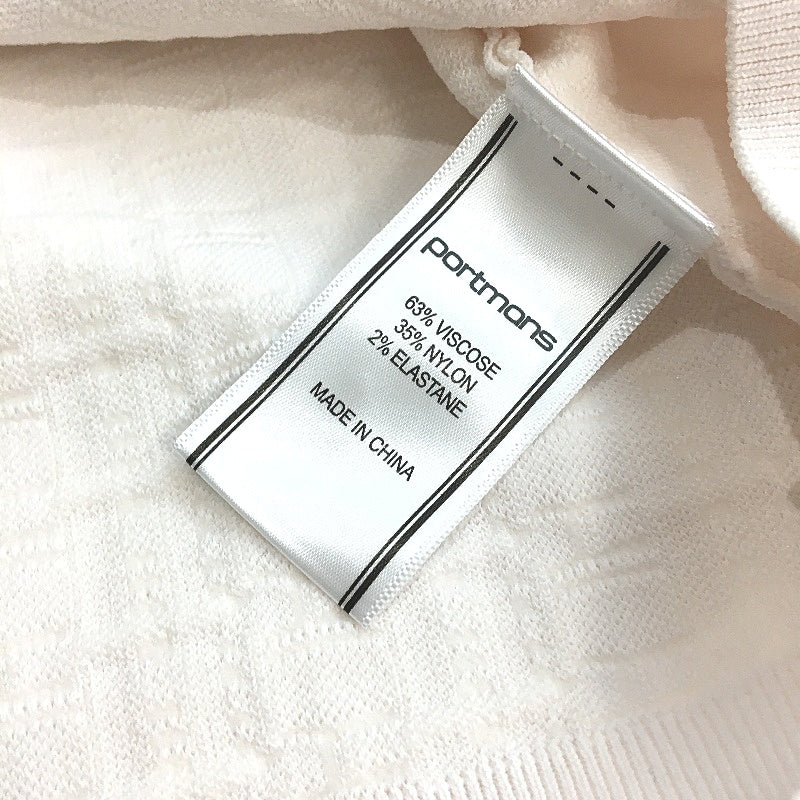 portmans
63% VISCOSE
35% NYLON
2% ELASTANE
MADE IN CHINA